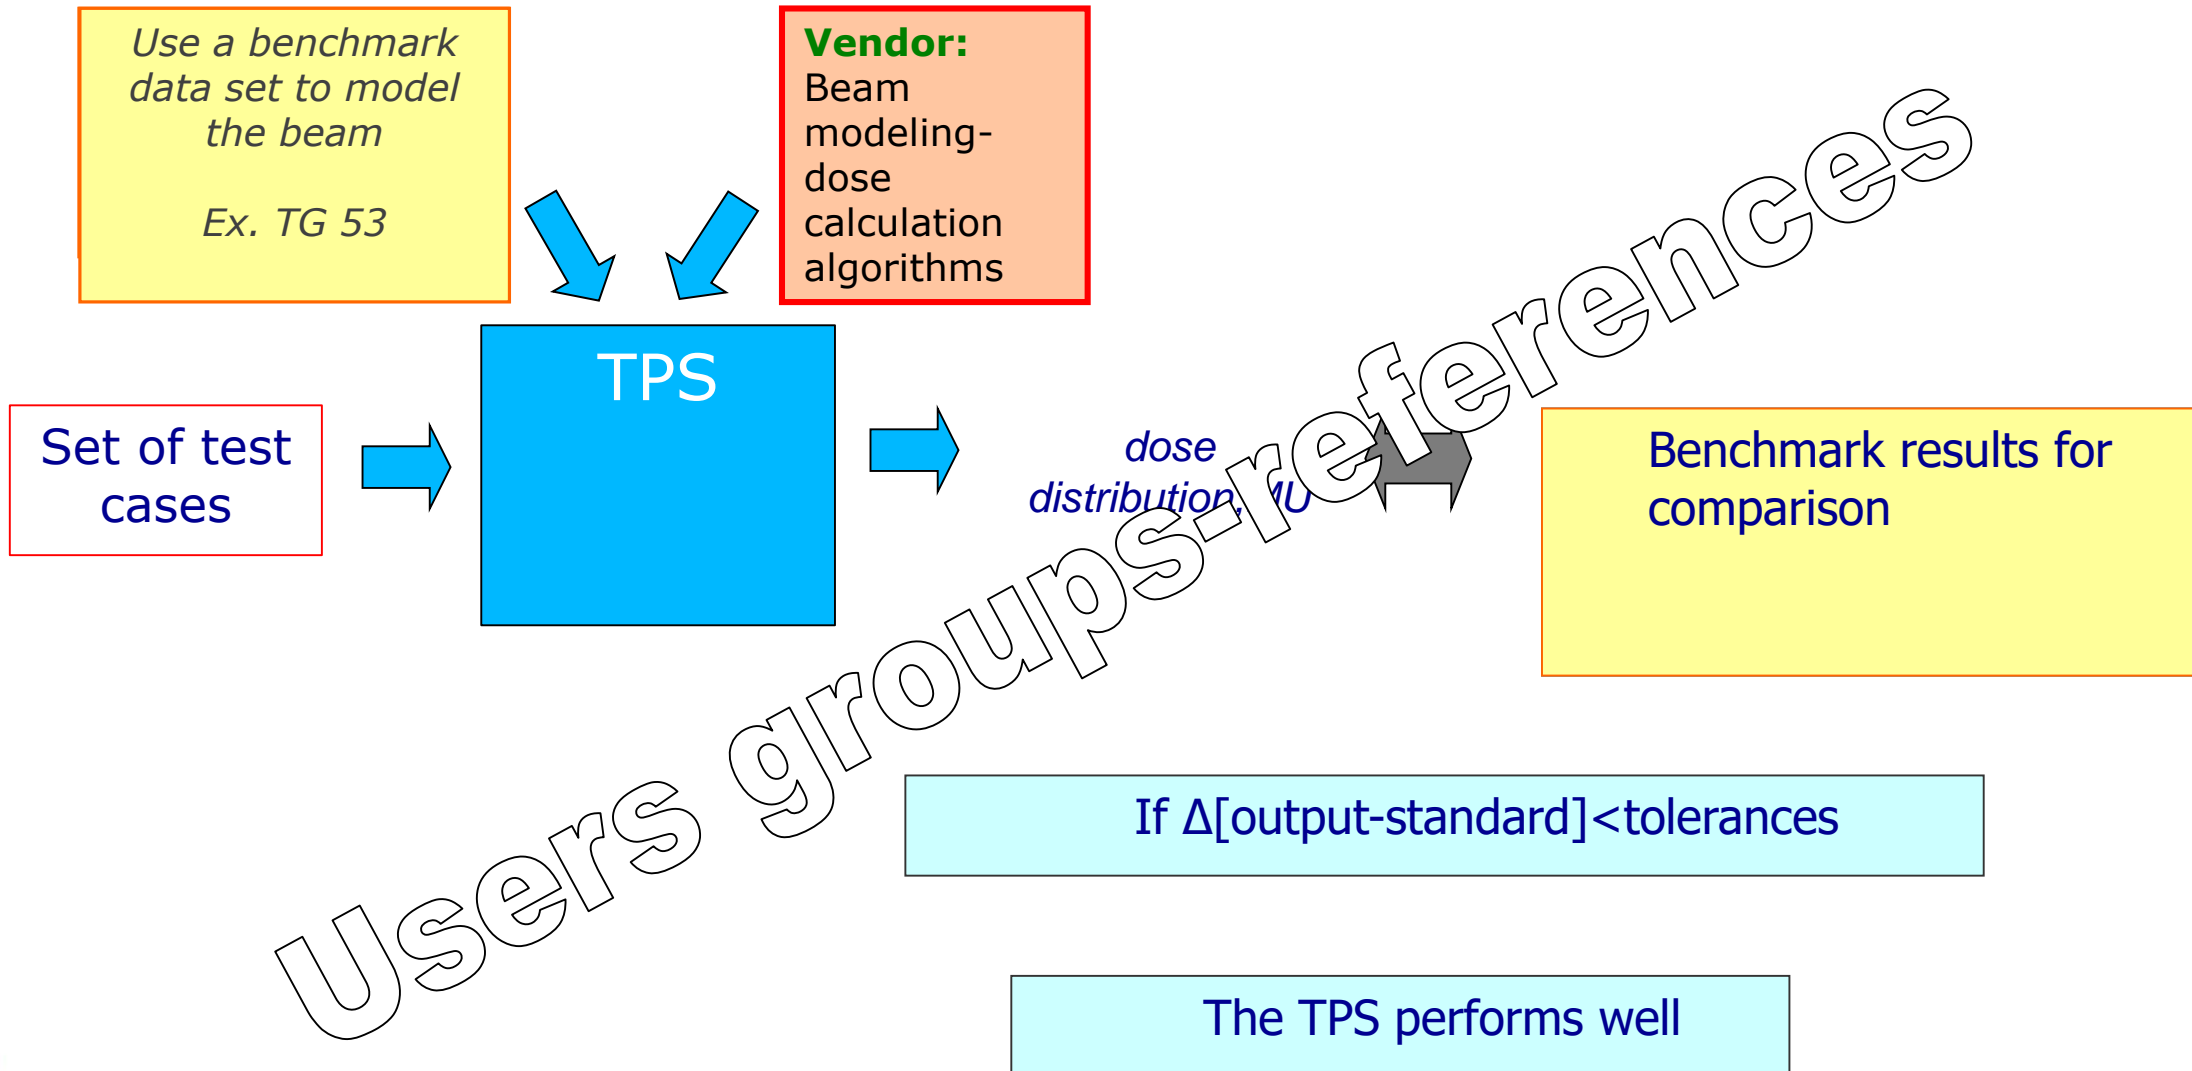 Use a benchmark
data set to model
the beam
Ex. TG 53
Vendor:
Beam
modeling-
dose
calculation
algorithms
TPS
Set of test
cases
dose
distribution, MU
Benchmark results for
comparison
Users groups-references
If Δ[output-standard]<tolerances
The TPS performs well